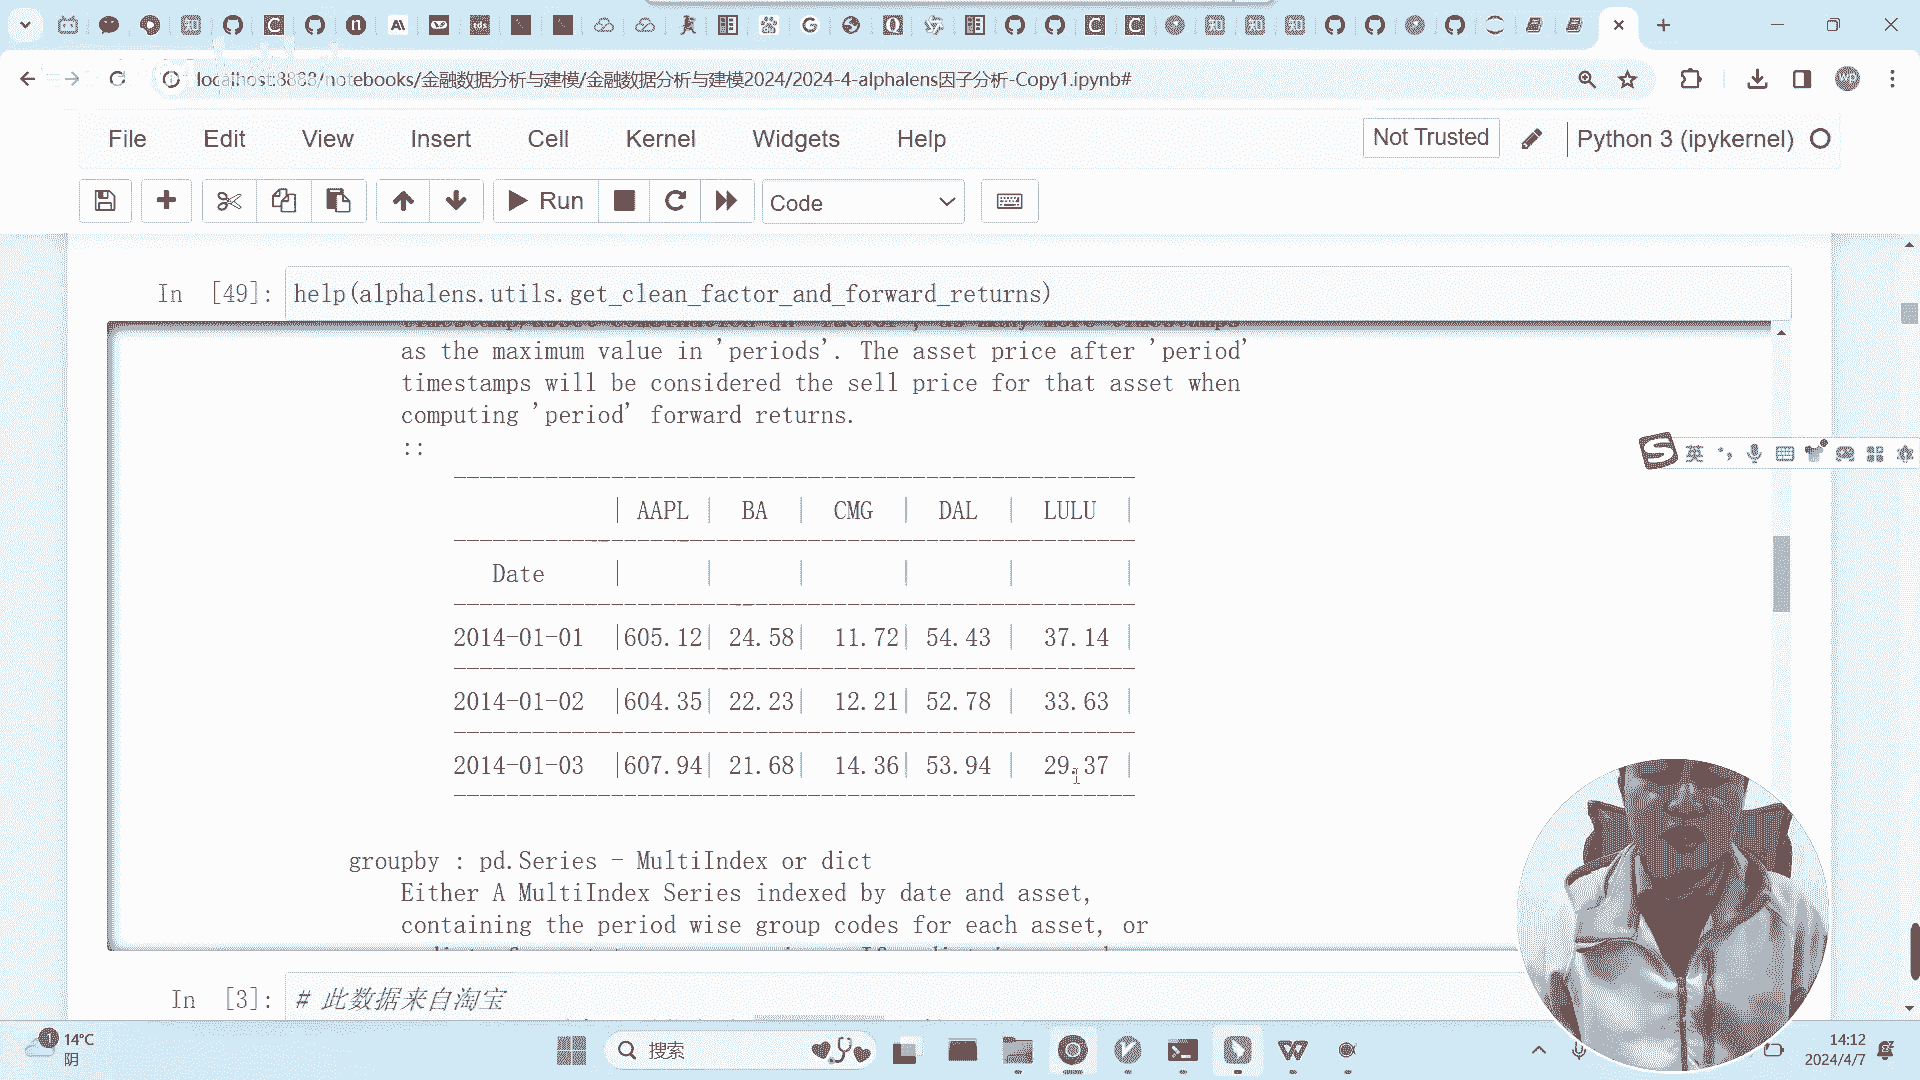 localhost:8888/notebooks/金融数据分析与建模/金融数据分析与建模2024/2024-4-alphalens因子分析-Copy1.ipynb#
File Edit View Insert Cell Kernel Widgets Help Not Trusted Python 3 (ipykernel)
Run Code
In [49]: help(alphalens.utils.get_clean_factor_and_forward_returns)
as the maximum value in 'periods'. The asset price after 'period'
timestamps will be considered the sell price for that asset when
computing 'period' forward returns.
::
| AAPL | BA | CMG | DAL | LULU |
Date | | | | | |
2014-01-01 |605.12| 24.58| 11.72| 54.43 | 37.14 |
2014-01-02 |604.35| 22.23| 12.21| 52.78 | 33.63 |
2014-01-03 |607.94| 21.68| 14.36| 53.94 | 29.37 |
groupby : pd.Series - MultiIndex or dict
Either A MultiIndex Series indexed by date and asset,
containing the period wise group codes for each asset, or
In [3]: # 此数据来自淘宝
英
14°C
阴
搜索
14:12
2024/4/7